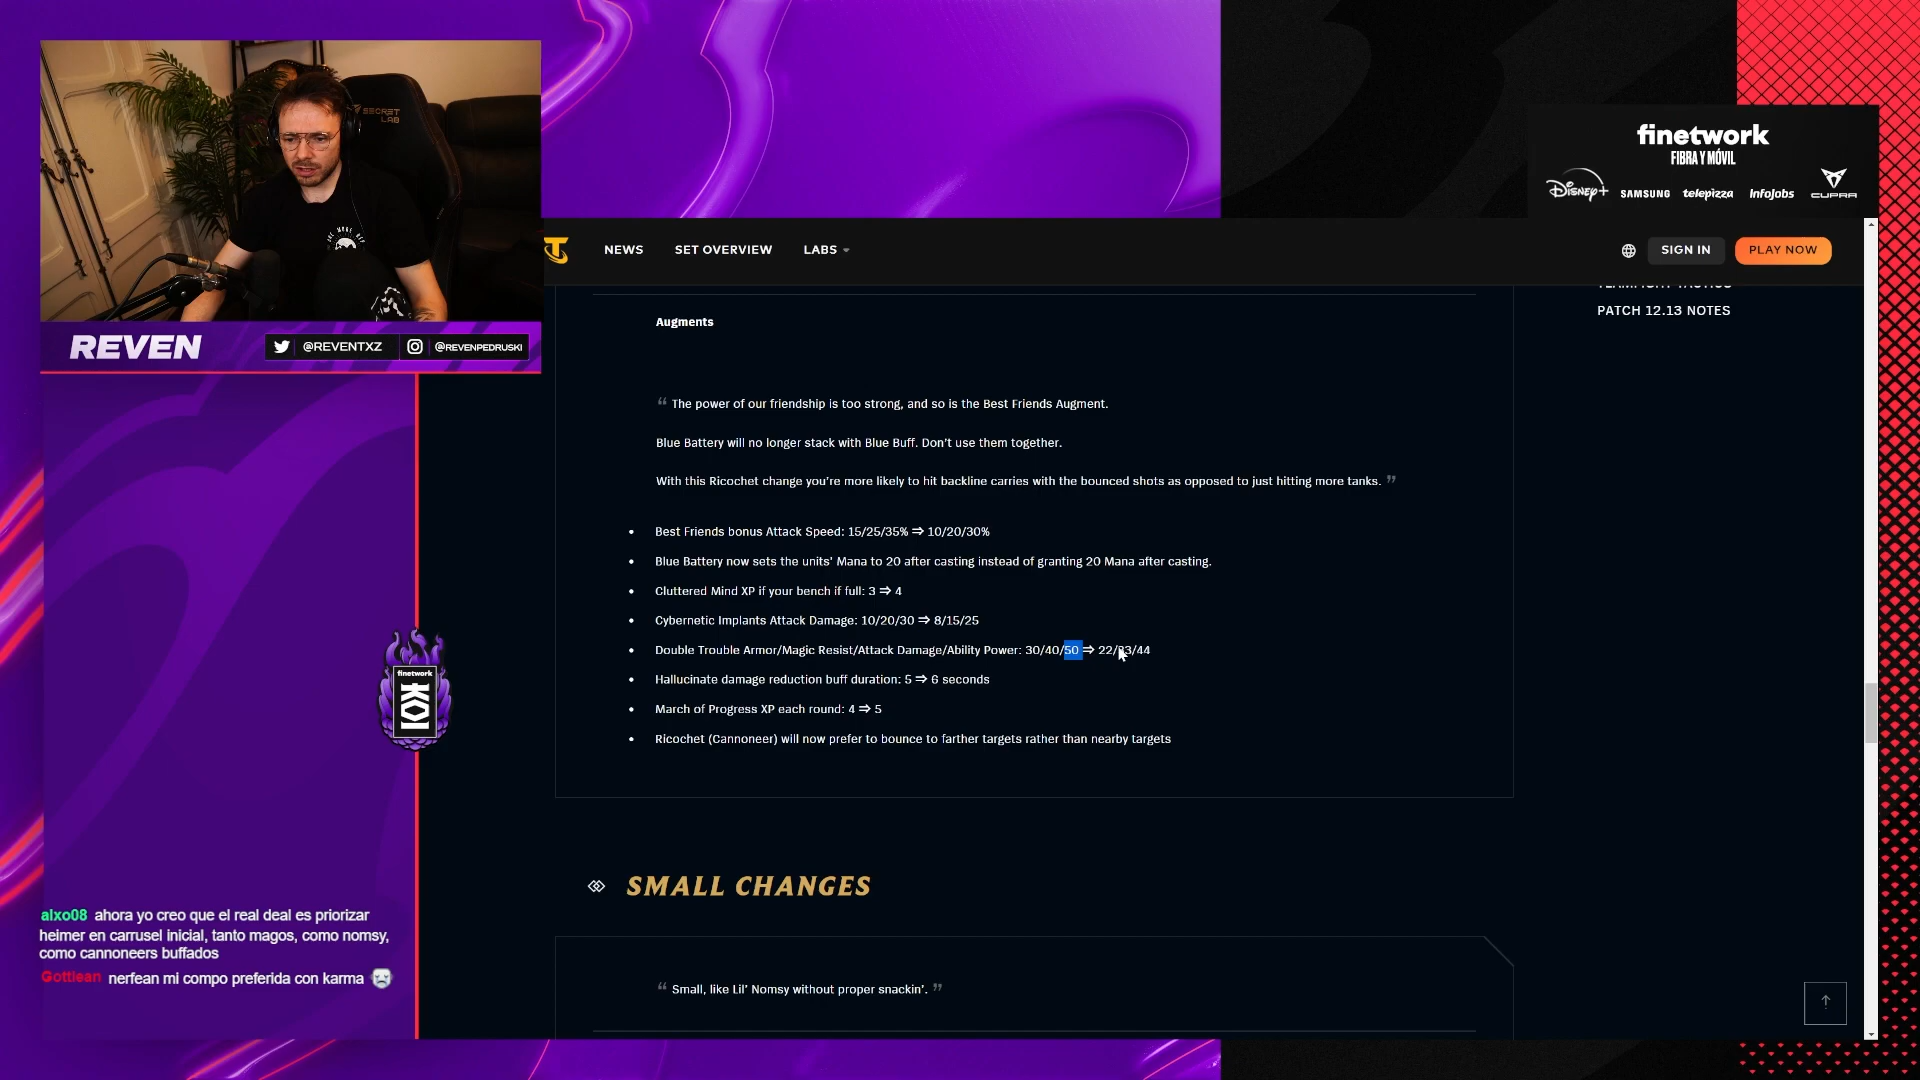 SECRET
LAB
REVEN
@REVENTXZ
@REVENPEDRUSKI
finetwork
FIBRA Y MÓVIL
Disney+ SAMSUNG telepizza InfoJobs CUPRA
NEWS
SET OVERVIEW
LABS
SIGN IN
PLAY NOW
TEAMFIGHT TACTICS
PATCH 12.13 NOTES
Augments
“ The power of our friendship is too strong, and so is the Best Friends Augment.
Blue Battery will no longer stack with Blue Buff. Don’t use them together.
With this Ricochet change you’re more likely to hit backline carries with the bounced shots as opposed to just hitting more tanks. ”
• Best Friends bonus Attack Speed: 15/25/35% ⇒ 10/20/30%
• Blue Battery now sets the units' Mana to 20 after casting instead of granting 20 Mana after casting.
• Cluttered Mind XP if your bench if full: 3 ⇒ 4
• Cybernetic Implants Attack Damage: 10/20/30 ⇒ 8/15/25
• Double Trouble Armor/Magic Resist/Attack Damage/Ability Power: 30/40/50 ⇒ 22/33/44
• Hallucinate damage reduction buff duration: 5 ⇒ 6 seconds
• March of Progress XP each round: 4 ⇒ 5
• Ricochet (Cannoneer) will now prefer to bounce to farther targets rather than nearby targets
SMALL CHANGES
“ Small, like Lil’ Nomsy without proper snackin’. ”
finetwork
KOI
alxo08 ahora yo creo que el real deal es priorizar
heimer en carrusel inicial, tanto magos, como nomsy,
como cannoneers buffados
Gottlean nerfean mi compo preferida con karma